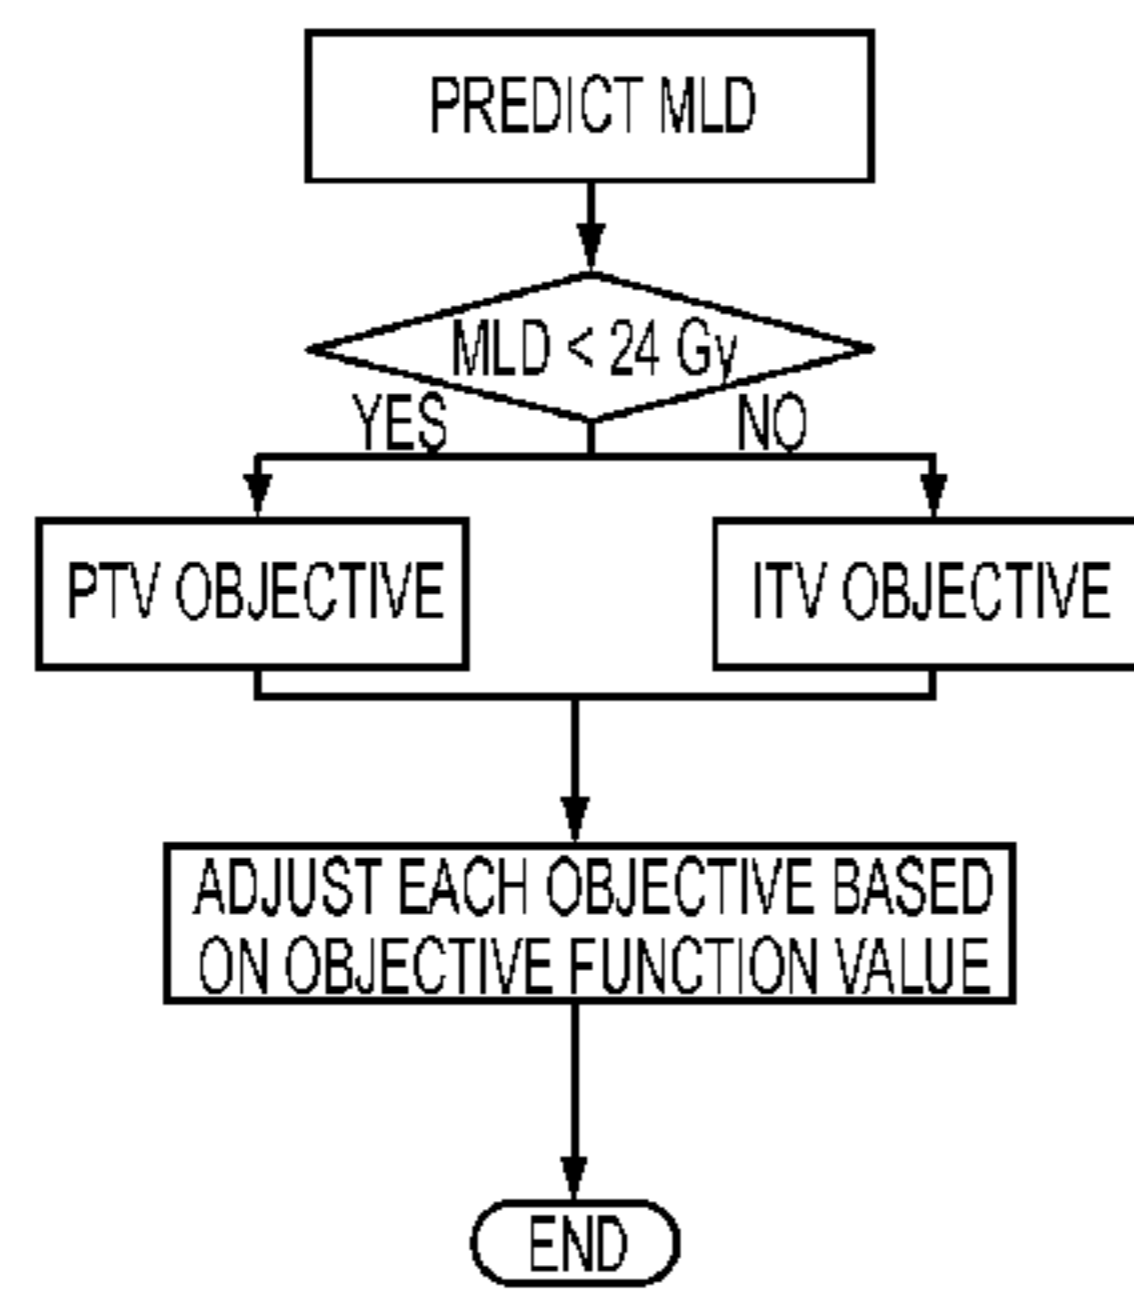 PREDICT MLD
MLD < 24 Gy
YES
NO
PTV OBJECTIVE
ITV OBJECTIVE
ADJUST EACH OBJECTIVE BASED
ON OBJECTIVE FUNCTION VALUE
END